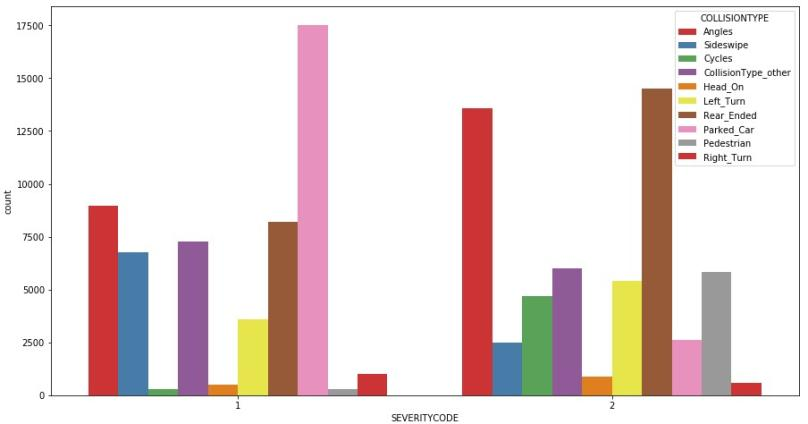 17500
15000
12500
10000
7500
5000
2500
0
count
1
2
SEVERITYCODE
COLLISIONTYPE
Angles
Sideswipe
Cycles
CollisionType_other
Head_On
Left_Turn
Rear_Ended
Parked_Car
Pedestrian
Right_Turn